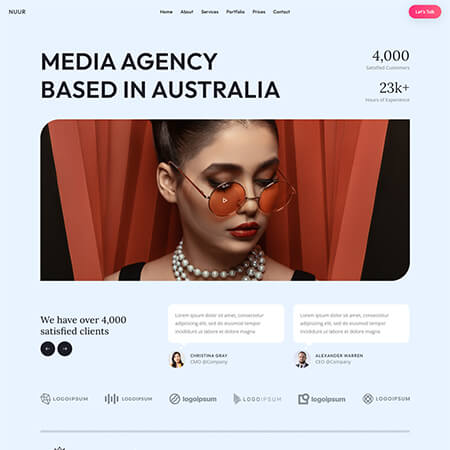 NUUR
Home About Services Portfolio Prices Contact
Let's Talk
MEDIA AGENCY
BASED IN AUSTRALIA
4,000
Satisfied Customers
23k+
Hours of Experience
We have over 4,000
satisfied clients
Lorem ipsum dolor sit amet, consectetur
adipiscing elit, sed do eiusmod tempor
incididunt ut labore et dolore magna
CHRISTINA GRAY
CMO @Company
Lorem ipsum dolor sit amet, consectetur
adipiscing elit, sed do eiusmod tempor
incididunt ut labore et dolore magna
ALEXANDER WARREN
CEO @Company
LOGOIPSUM
logoipsum
logoipsum
LOGOIPSUM
logoipsum
LOGOIPSUM